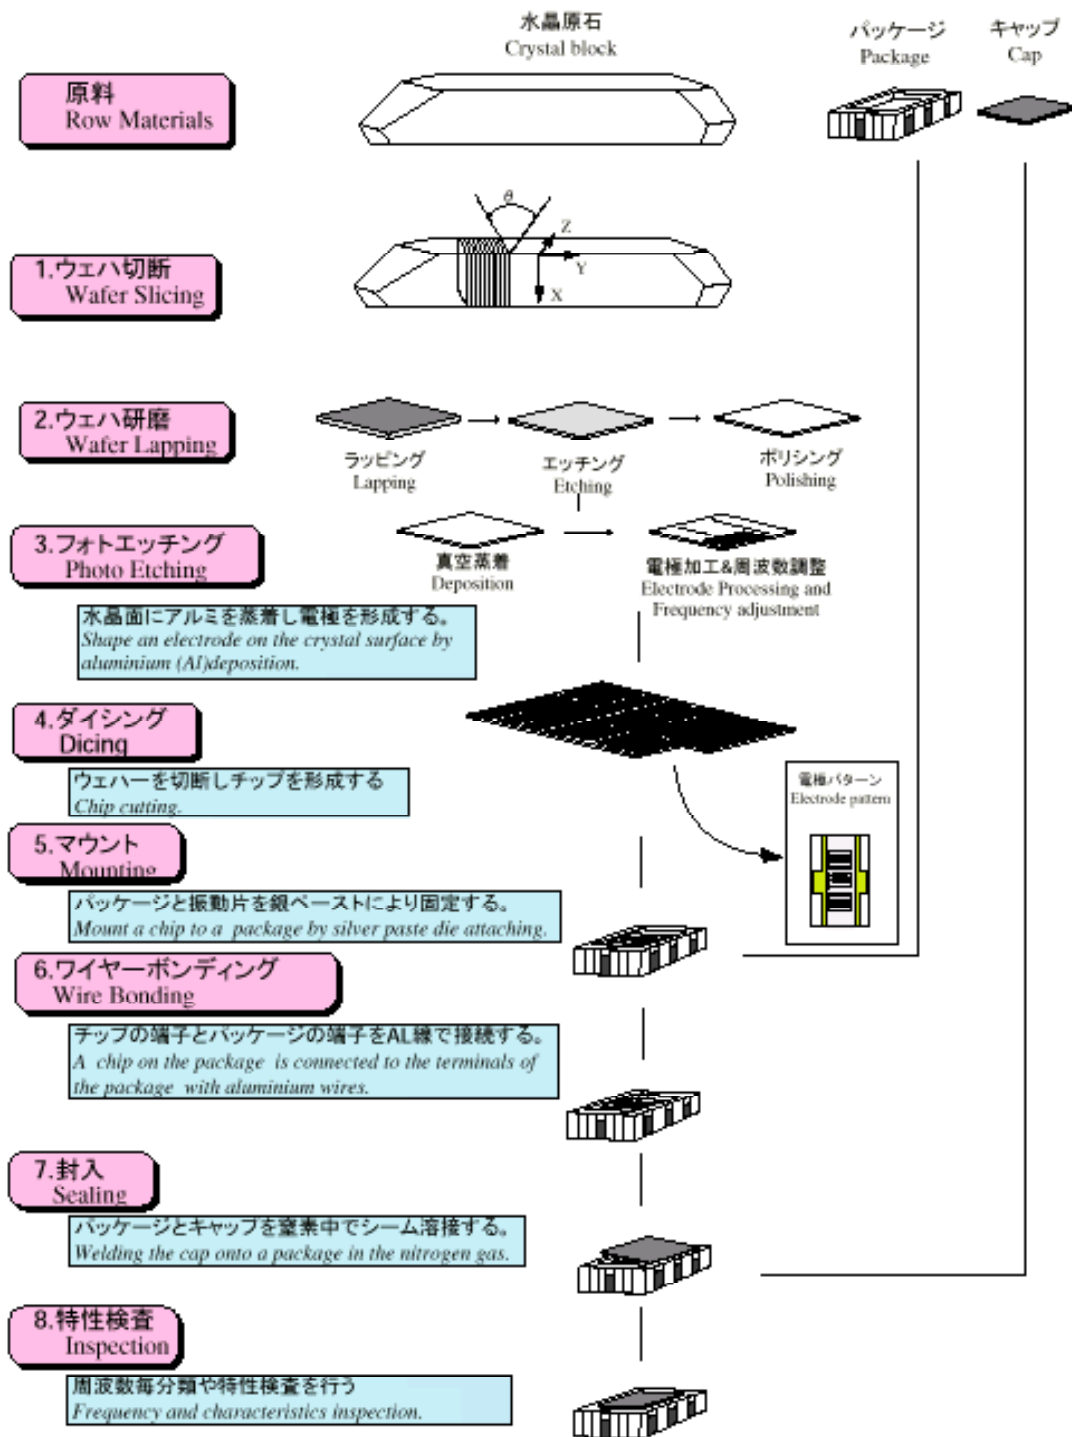 水晶原石
Crystal block
パッケージ
Package
キャップ
Cap
原料
Row Materials
1.ウェハ切断
Wafer Slicing
θ
Z
Y
X
2.ウェハ研磨
Wafer Lapping
ラッピング
Lapping
エッチング
Etching
ポリシング
Polishing
3.フォトエッチング
Photo Etching
真空蒸着
Deposition
電極加工&周波数調整
Electrode Processing and
Frequency adjustment
水晶面にアルミを蒸着し電極を形成する。
Shape an electrode on the crystal surface by
aluminium (Al)deposition.
4.ダイシング
Dicing
ウェハーを切断しチップを形成する
Chip cutting.
電極パターン
Electrode pattern
5.マウント
Mounting
パッケージと振動片を銀ペーストにより固定する。
Mount a chip to a package by silver paste die attaching.
6.ワイヤーボンディング
Wire Bonding
チップの端子とパッケージの端子をAL線で接続する。
A chip on the package is connected to the terminals of
the package with aluminium wires.
7.封入
Sealing
パッケージとキャップを窒素中でシーム溶接する。
Welding the cap onto a package in the nitrogen gas.
8.特性検査
Inspection
周波数毎分類や特性検査を行う
Frequency and characteristics inspection.